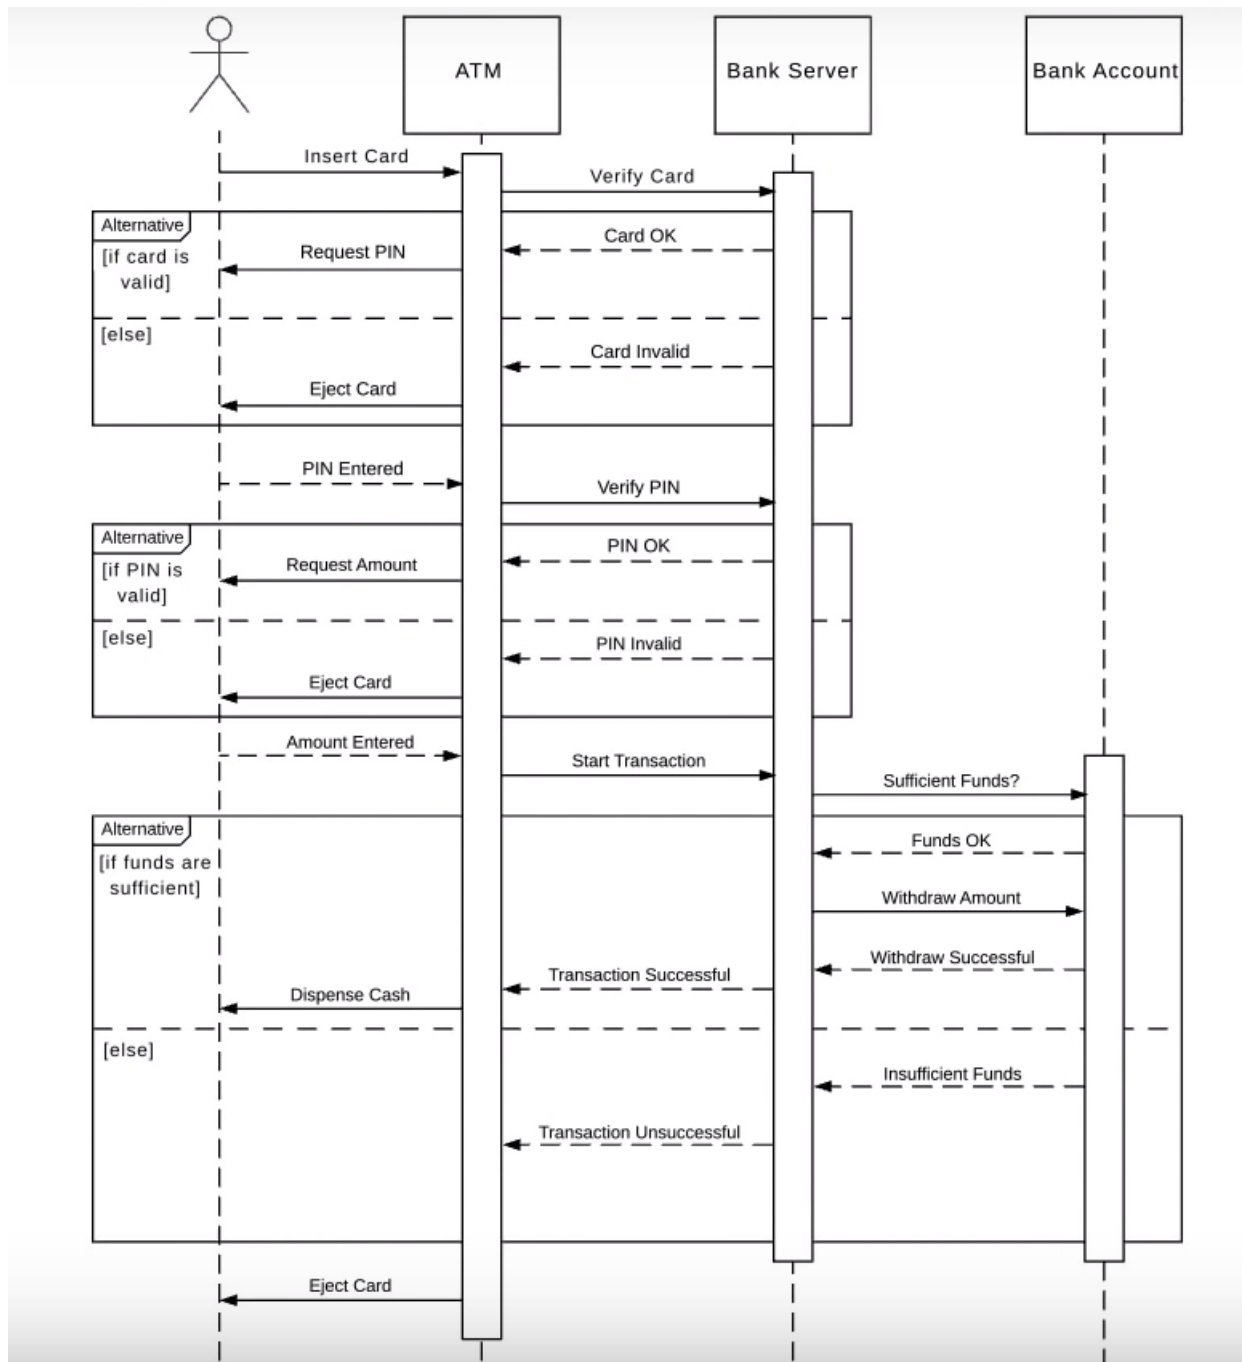 ATM
Bank Server
Bank Account
Insert Card
Verify Card
Alternative
Card OK
[if card is
valid]
Request PIN
[else]
Card Invalid
Eject Card
PIN Entered
Verify PIN
Alternative
PIN OK
[if PIN is
valid]
Request Amount
[else]
PIN Invalid
Eject Card
Amount Entered
Start Transaction
Sufficient Funds?
Alternative
Funds OK
[if funds are
sufficient]
Withdraw Amount
Withdraw Successful
Transaction Successful
Dispense Cash
[else]
Insufficient Funds
Transaction Unsuccessful
Eject Card